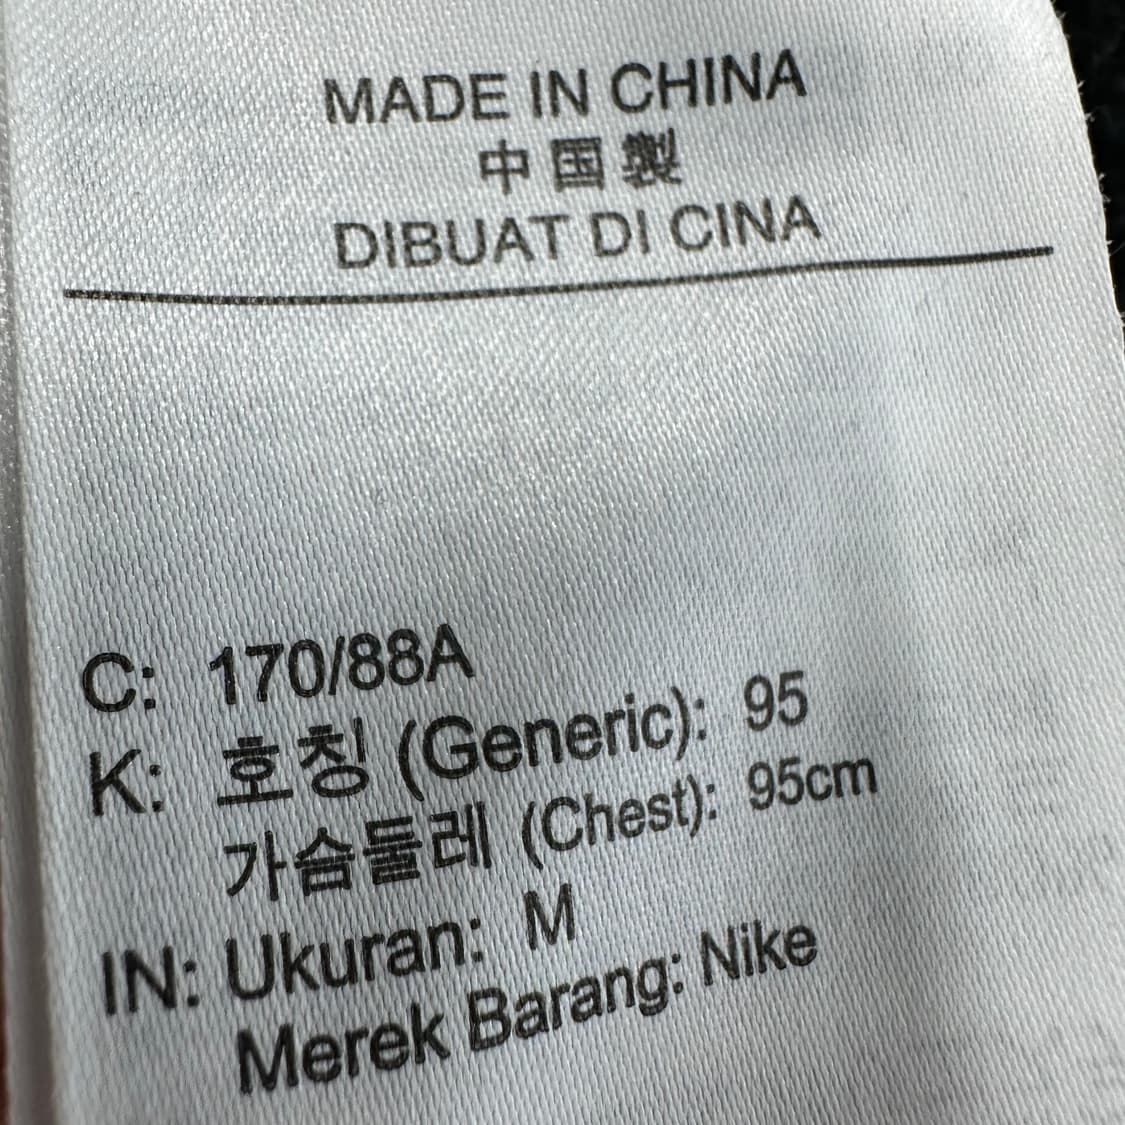 MADE IN CHINA
中国製
DIBUAT DI CINA
C: 170/88A
K: 호칭 (Generic): 95
가슴둘레 (Chest): 95cm
IN: Ukuran: M
Merek Barang: Nike